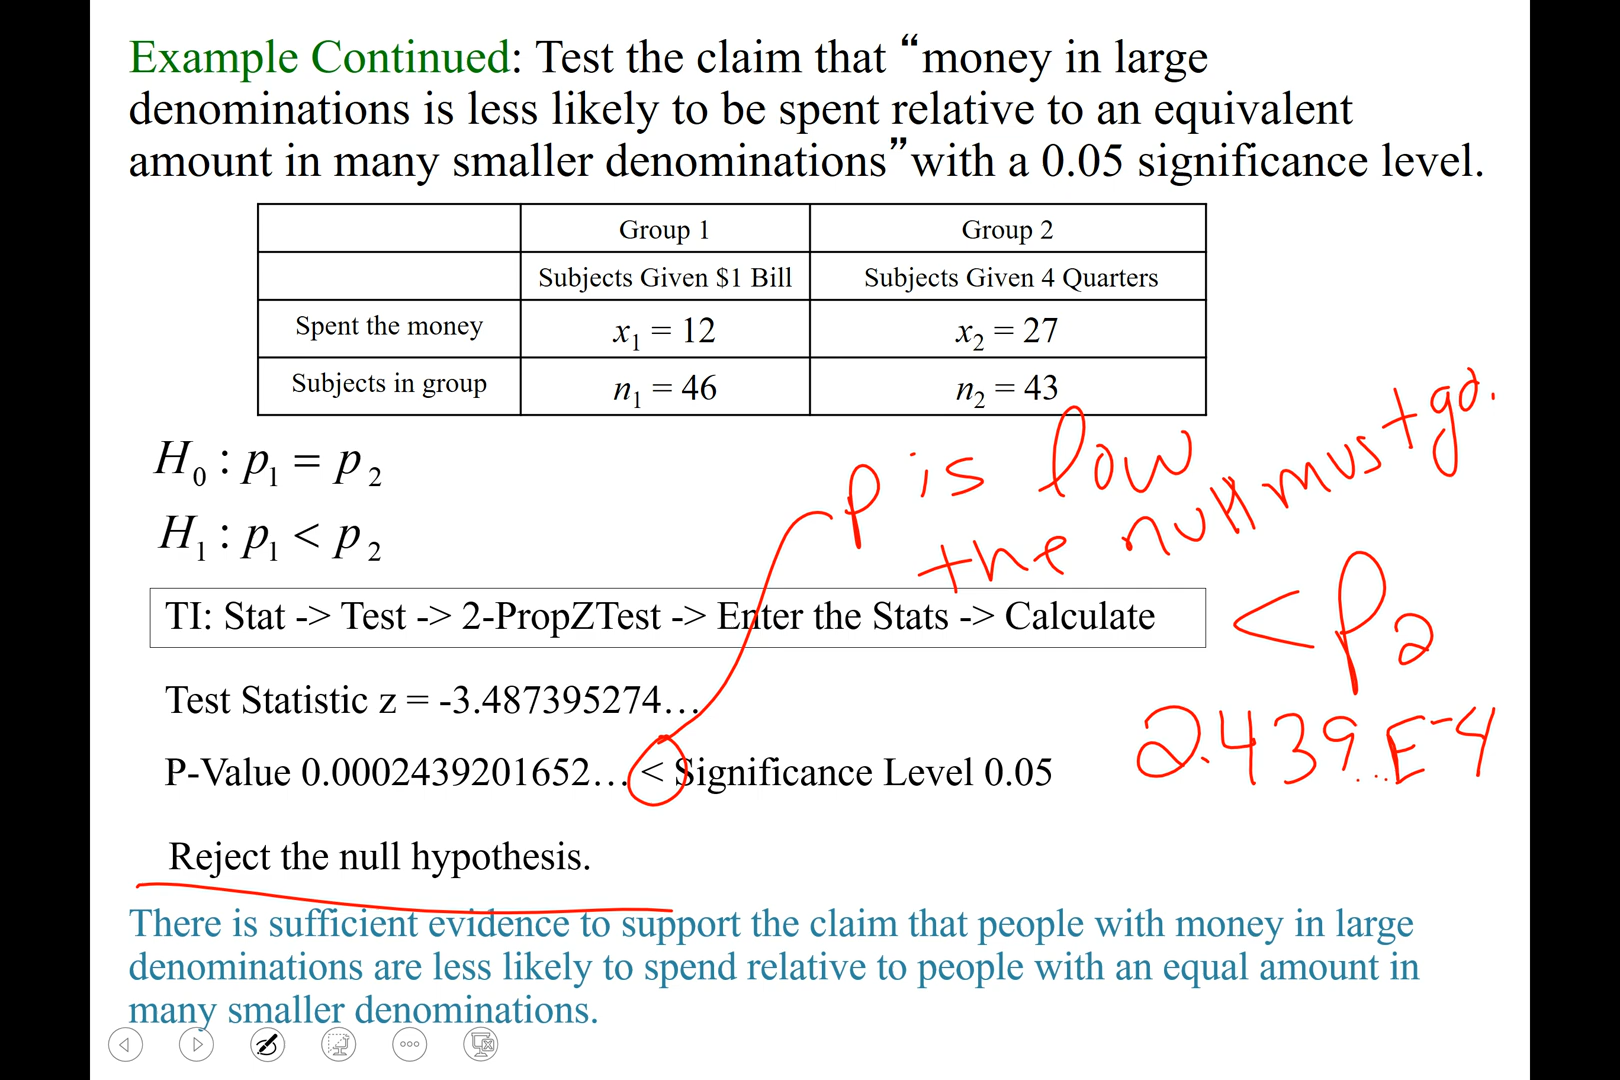 Example Continued: Test the claim that “money in large
denominations is less likely to be spent relative to an equivalent
amount in many smaller denominations”with a 0.05 significance level.
Group 1 Group 2
Subjects Given $1 Bill Subjects Given 4 Quarters
Spent the money x₁ = 12 x₂ = 27
Subjects in group n₁ = 46 n₂ = 43
H₀ : p₁ = p₂
H₁ : p₁ < p₂
p is low
the null must go.
TI: Stat -> Test -> 2-PropZTest -> Enter the Stats -> Calculate
< p₂
Test Statistic z = -3.487395274…
2.439...E-4
P-Value 0.0002439201652… < Significance Level 0.05
Reject the null hypothesis.
There is sufficient evidence to support the claim that people with money in large
denominations are less likely to spend relative to people with an equal amount in
many smaller denominations.